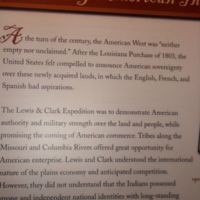 At the turn of the century, the American West was "neither
empty nor unclaimed." After the Louisiana Purchase of 1803, the
United States felt compelled to announce American sovereignty
over these newly acquired lands, in which the English, French, and
Spanish had aspirations.
The Lewis & Clark Expedition was to demonstrate American
authority and military strength over the land and people, while
promising the coming of American commerce. Tribes along the
Missouri and Columbia Rivers offered great opportunity for
American enterprise. Lewis and Clark understood the international
nature of the plains economy and anticipated competition.
However, they did not understand that the Indians possessed
strong and independent national identities with long-standing